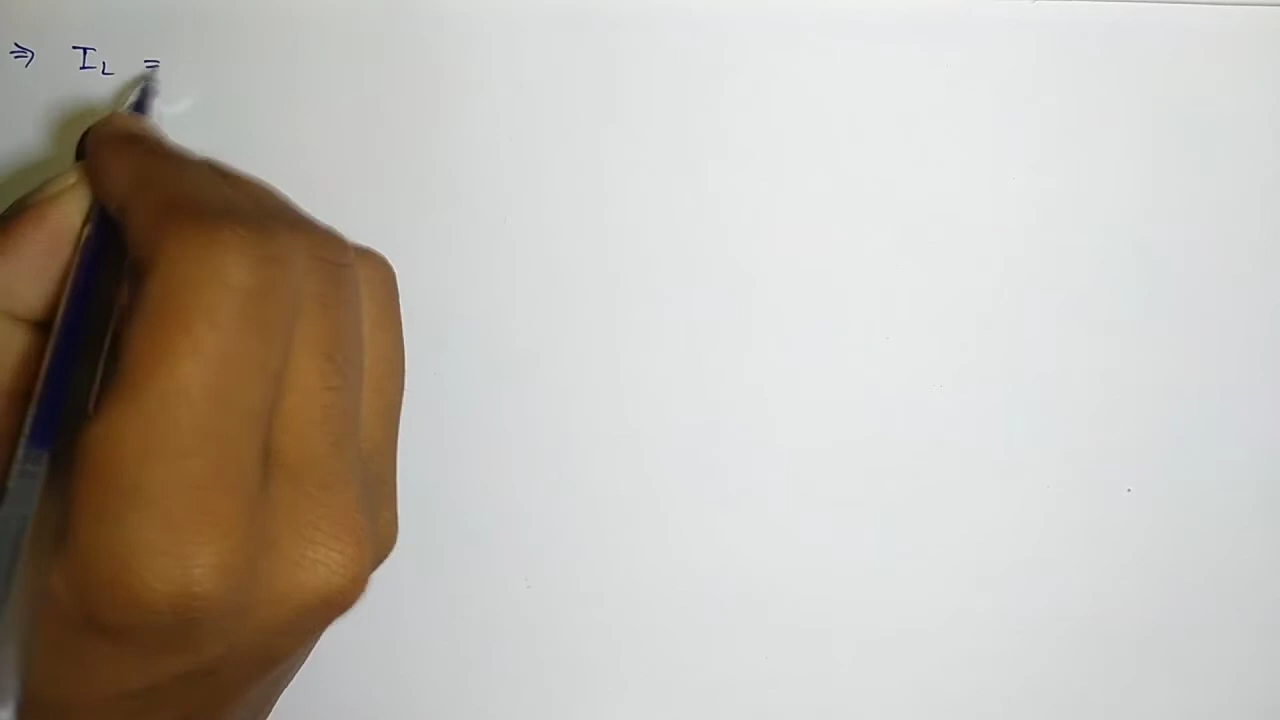 ⇒ I_L =